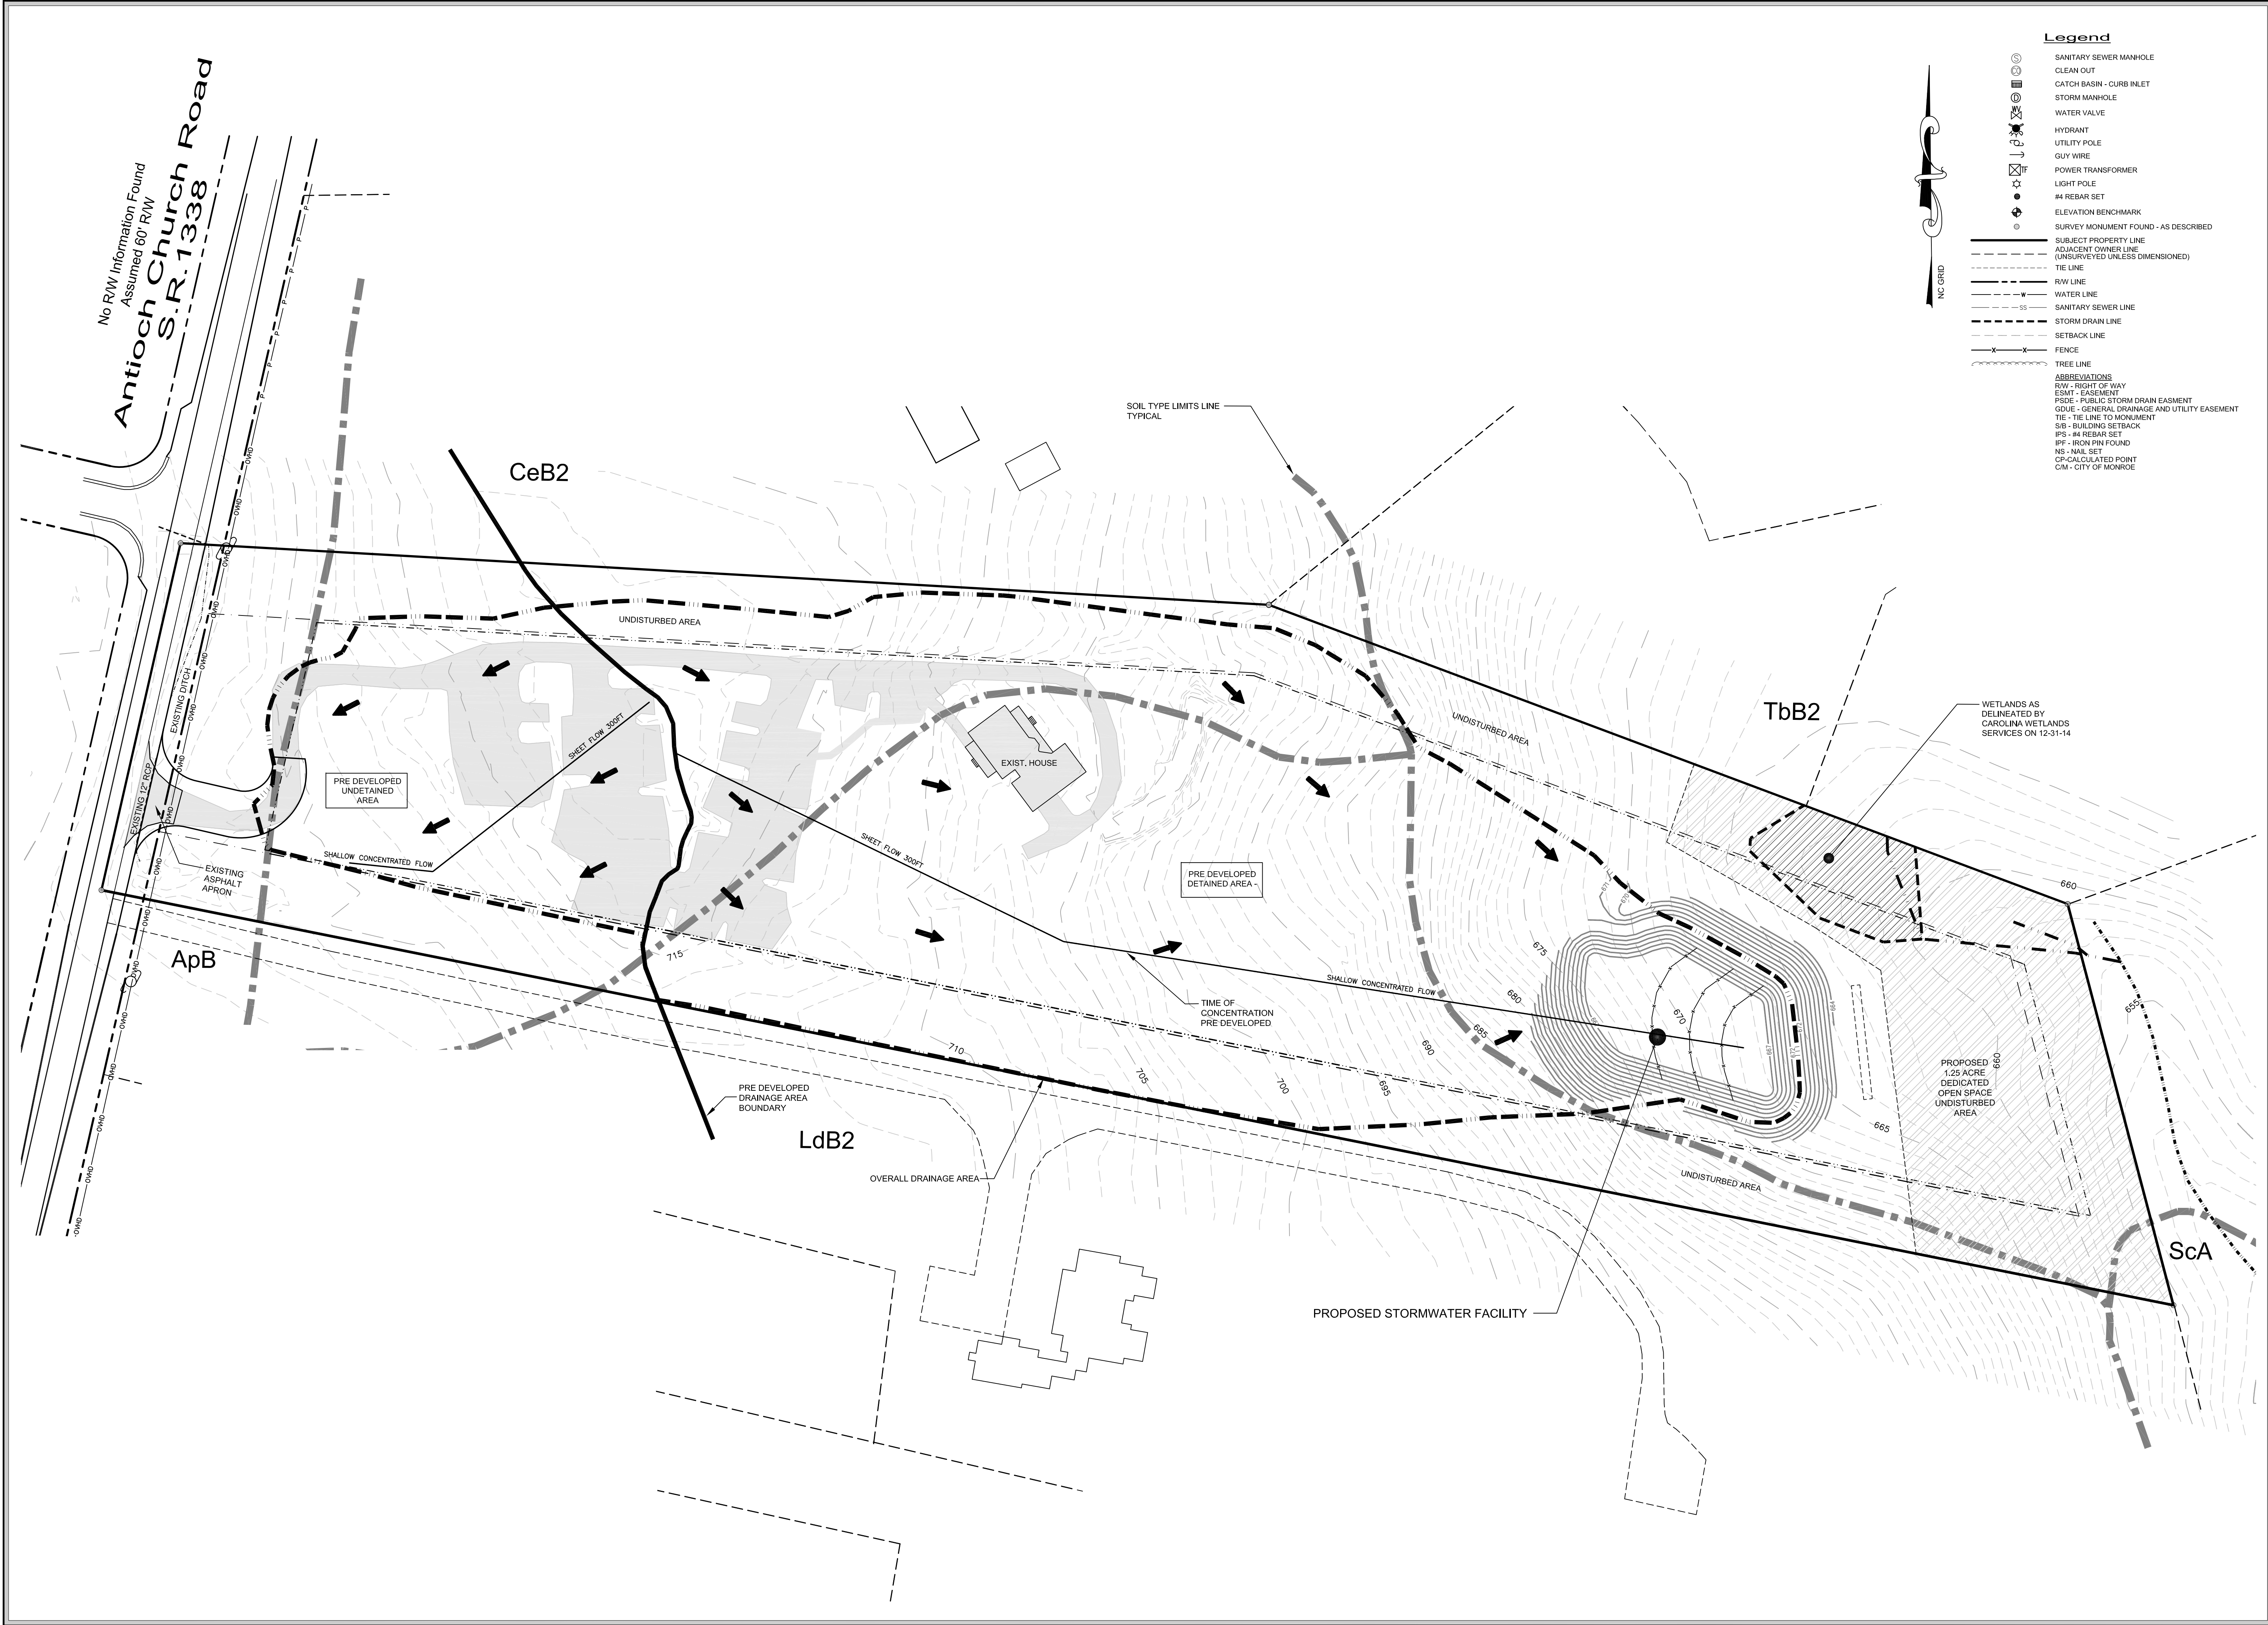 Legend
SANITARY SEWER MANHOLE
CLEAN OUT
CATCH BASIN - CURB INLET
STORM MANHOLE
WATER VALVE
HYDRANT
UTILITY POLE
GUY WIRE
POWER TRANSFORMER
LIGHT POLE
#4 REBAR SET
ELEVATION BENCHMARK
SURVEY MONUMENT FOUND - AS DESCRIBED
SUBJECT PROPERTY LINE
ADJACENT OWNER LINE
(UNSURVEYED UNLESS DIMENSIONED)
TIE LINE
R/W LINE
WATER LINE
SANITARY SEWER LINE
STORM DRAIN LINE
SETBACK LINE
FENCE
TREE LINE
ABBREVIATIONS
R/W - RIGHT OF WAY
ESMT - EASEMENT
PSDE - PUBLIC STORM DRAIN EASMENT
GDUE - GENERAL DRAINAGE AND UTILITY EASEMENT
TIE - TIE LINE TO MONUMENT
S/B - BUILDING SETBACK
IPS - #4 REBAR SET
IPF - IRON PIN FOUND
NS - NAIL SET
CP-CALCULATED POINT
C/M - CITY OF MONROE
NC GRID
No R/W Information Found
Assumed 60' R/W
Antioch Church Road
S.R.1338
SOIL TYPE LIMITS LINE
TYPICAL
CeB2
UNDISTURBED AREA
EXISTING DITCH
EXISTING 12" RCP
EXISTING
ASPHALT
APRON
PRE DEVELOPED
UNDETAINED
AREA
SHEET FLOW 300FT
SHALLOW CONCENTRATED FLOW
EXIST. HOUSE
SHEET FLOW 300FT
PRE DEVELOPED
DETAINED AREA -
UNDISTURBED AREA
TbB2
WETLANDS AS
DELINEATED BY
CAROLINA WETLANDS
SERVICES ON 12-31-14
660
655
ApB
715
710
705
700
695
690
685
680
675
671
670
670
665
660
SHALLOW CONCENTRATED FLOW
TIME OF
CONCENTRATION
PRE DEVELOPED
PROPOSED
1.25 ACRE
DEDICATED
OPEN SPACE
UNDISTURBED
AREA
PRE DEVELOPED
DRAINAGE AREA
BOUNDARY
LdB2
OVERALL DRAINAGE AREA
UNDISTURBED AREA
ScA
PROPOSED STORMWATER FACILITY